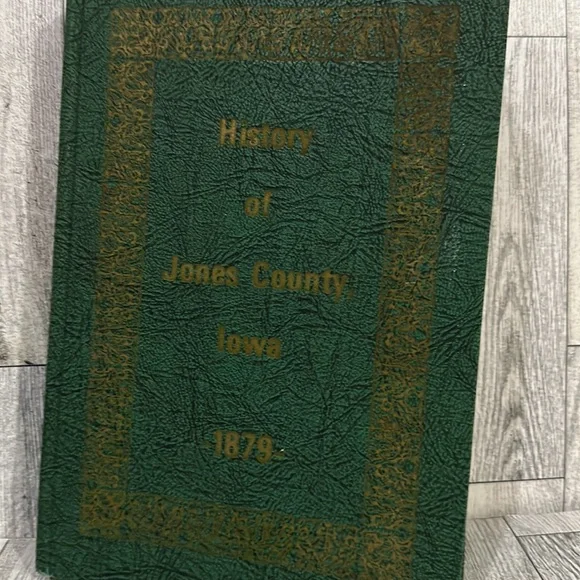 History
of
Jones County,
Iowa
-1879-